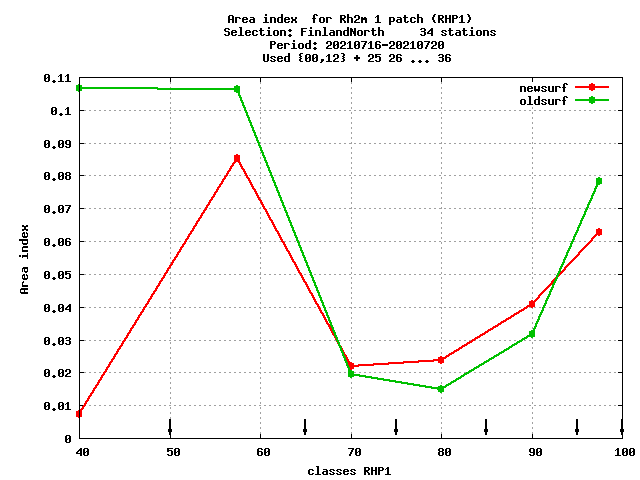 Area index  for Rh2m 1 patch (RHP1)
Selection: FinlandNorth     34 stations
Period: 20210716-20210720
Used {00,12} + 25 26 ... 36
newsurf
oldsurf
0.11
0.1
0.09
0.08
0.07
0.06
0.05
0.04
0.03
0.02
0.01
0
Area index
40 50 60 70 80 90 100
classes RHP1